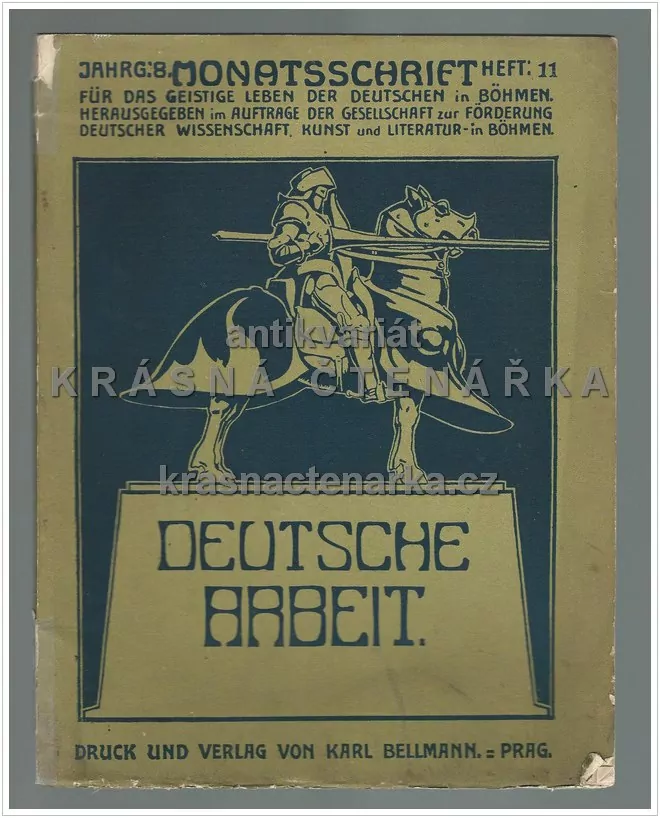 JAHRG: 8. MONATSSCHRIFT HEFT: 11
FÜR DAS GEISTIGE LEBEN DER DEUTSCHEN in BÖHMEN.
HERAUSGEGEBEN im AUFTRAGE DER GESELLSCHAFT zur FÖRDERUNG
DEUTSCHER WISSENSCHAFT, KUNST und LITERATUR-in BÖHMEN.
antikvariát
KRÁSNÁ ČTENÁŘKA
krasnactenarka.cz
DEUTSCHE
ARBEIT.
DRUCK UND VERLAG VON KARL BELLMANN.=PRAG.